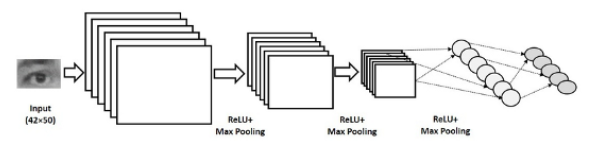 Input
(42×50)
ReLU+
Max Pooling
ReLU+
Max Pooling
ReLU+
Max Pooling